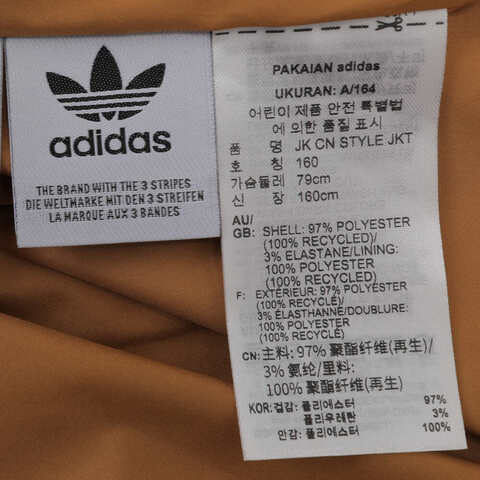 adidas
THE BRAND WITH THE 3 STRIPES
DIE WELTMARKE MIT DEN 3 STREIFEN
LA MARQUE AUX 3 BANDES
PAKAIAN adidas
UKURAN: A/164
어린이 제품 안전 특별법
에 의한 품질 표시
품 명 JK CN STYLE JKT
호 칭 160
가슴둘레 79cm
신 장 160cm
AU/
GB: SHELL: 97% POLYESTER
(100% RECYCLED)/
3% ELASTANE/LINING:
100% POLYESTER
(100% RECYCLED)
F: EXTÉRIEUR: 97% POLYESTER
(100% RECYCLÉ)/
3% ÉLASTHANNE/DOUBLURE:
100% POLYESTER
(100% RECYCLÉ)
CN: 主料: 97% 聚酯纤维(再生)/
3% 氨纶/里料:
100% 聚酯纤维(再生)
KOR: 겉감: 폴리에스터 97%
폴리우레탄 3%
안감: 폴리에스터 100%